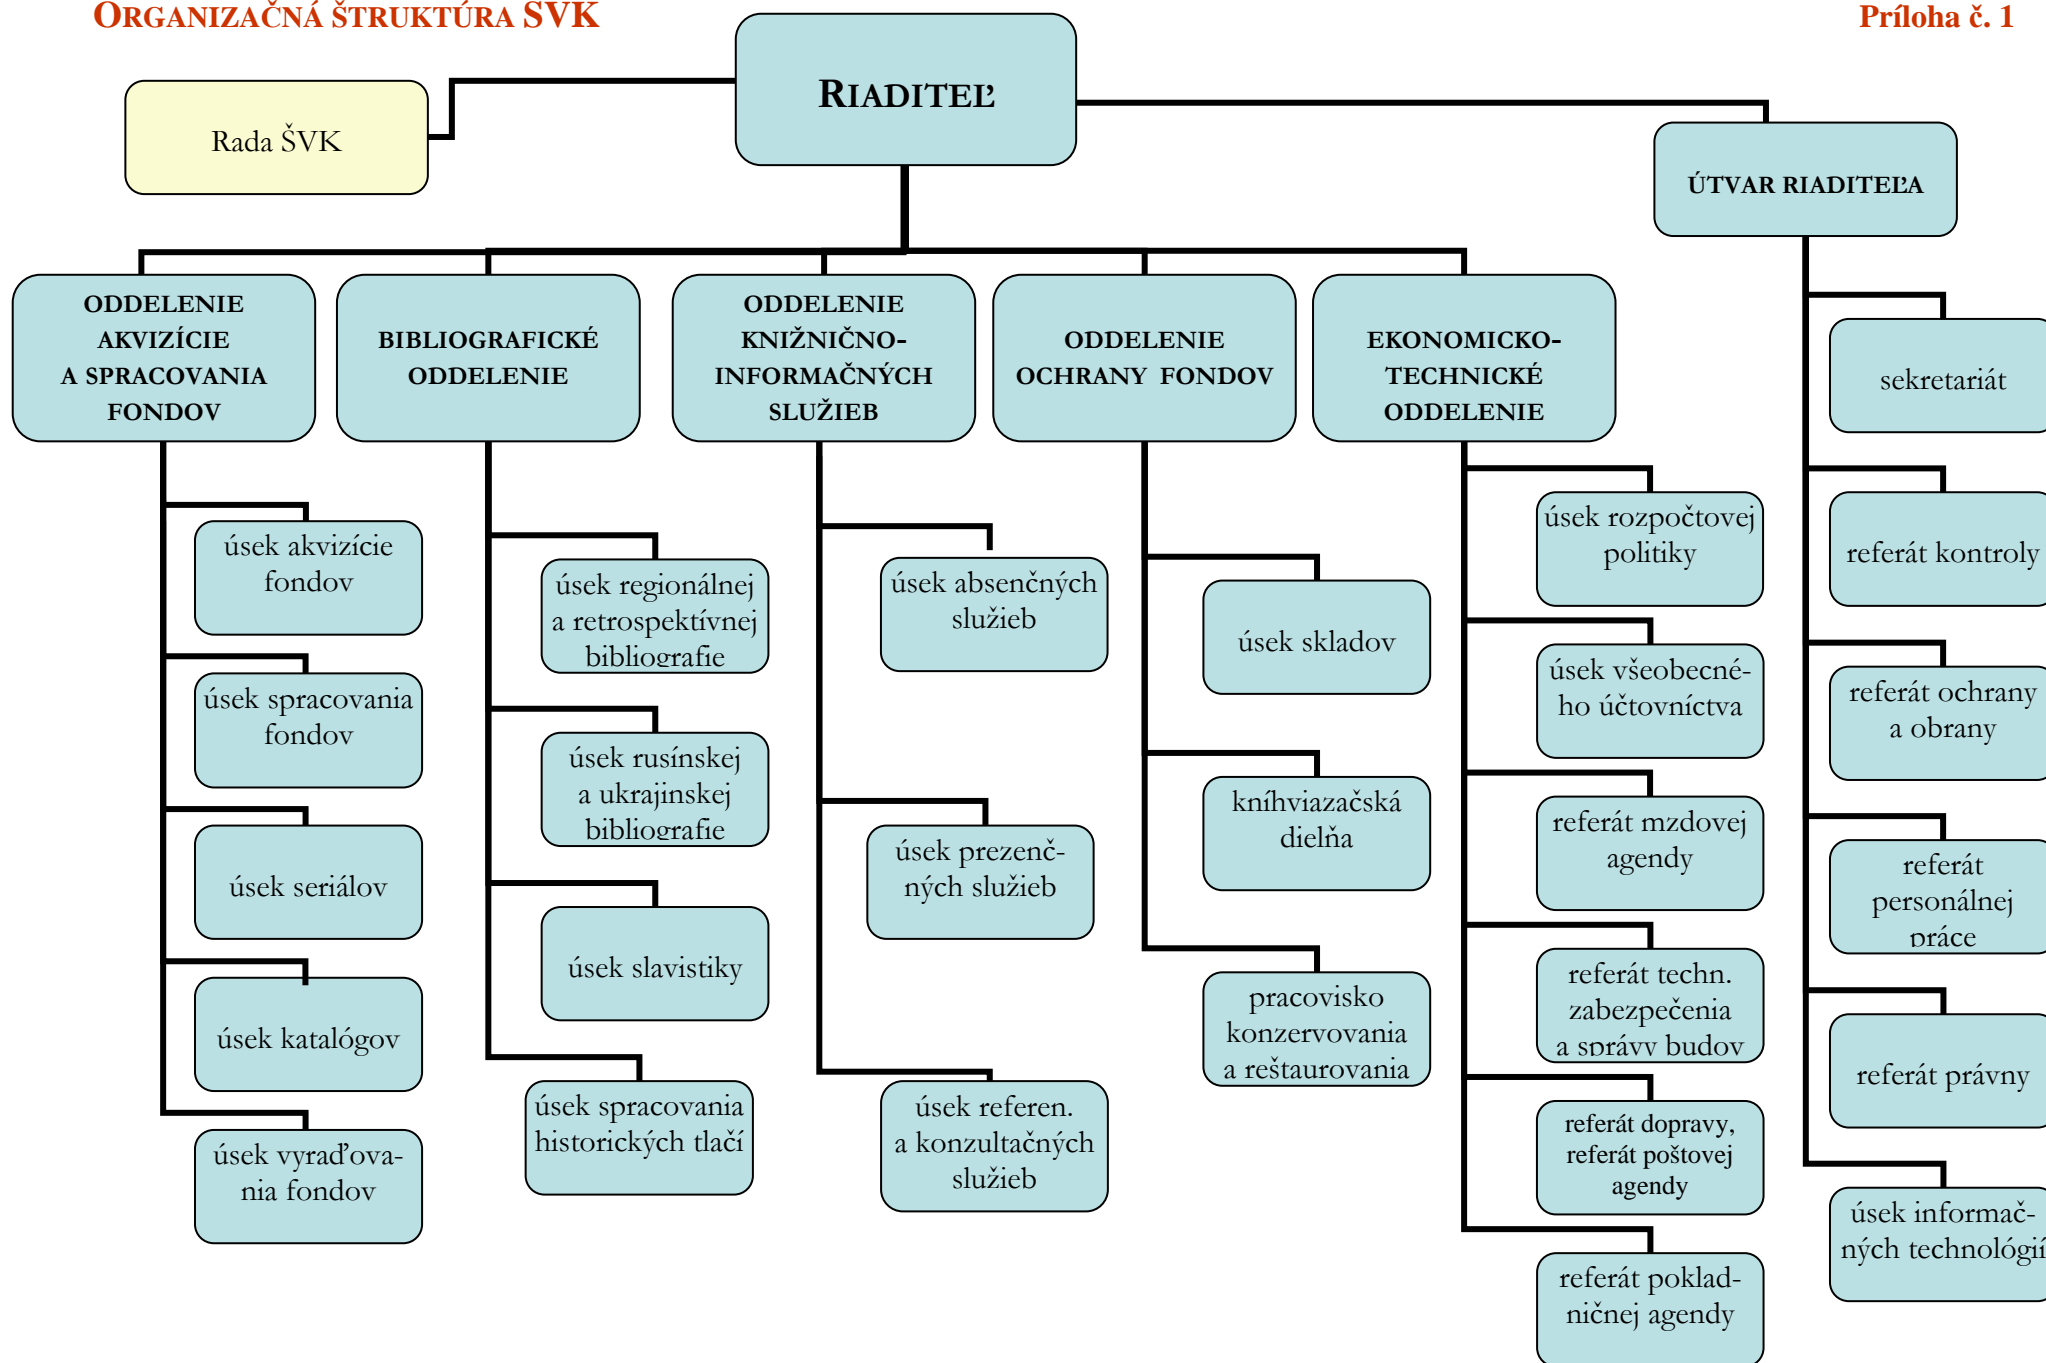 ORGANIZAČNÁ ŠTRUKTÚRA ŠVK
Príloha č. 1
RIADITEĽ
Rada ŠVK
ÚTVAR RIADITEĽA
ODDELENIE
AKVIZÍCIE
A SPRACOVANIA
FONDOV
BIBLIOGRAFICKÉ
ODDELENIE
ODDELENIE
KNIŽNIČNO-
INFORMAČNÝCH
SLUŽIEB
ODDELENIE
OCHRANY FONDOV
EKONOMICKO-
TECHNICKÉ
ODDELENIE
úsek akvizície
fondov
úsek spracovania
fondov
úsek seriálov
úsek katalógov
úsek vyraďova-
nia fondov
úsek regionálnej
a retrospektívnej
bibliografie
úsek rusínskej
a ukrajinskej
bibliografie
úsek slavistiky
úsek spracovania
historických tlačí
úsek absenčných
služieb
úsek prezenč-
ných služieb
úsek referen.
a konzultačných
služieb
úsek skladov
kníhviazačská
dielňa
pracovisko
konzervovania
a reštaurovania
úsek rozpočtovej
politiky
úsek všeobecné-
ho účtovníctva
referát mzdovej
agendy
referát techn.
zabezpečenia
a správy budov
referát dopravy,
referát poštovej
agendy
referát poklad-
ničnej agendy
sekretariát
referát kontroly
referát ochrany
a obrany
referát
personálnej
práce
referát právny
úsek informač-
ných technológií